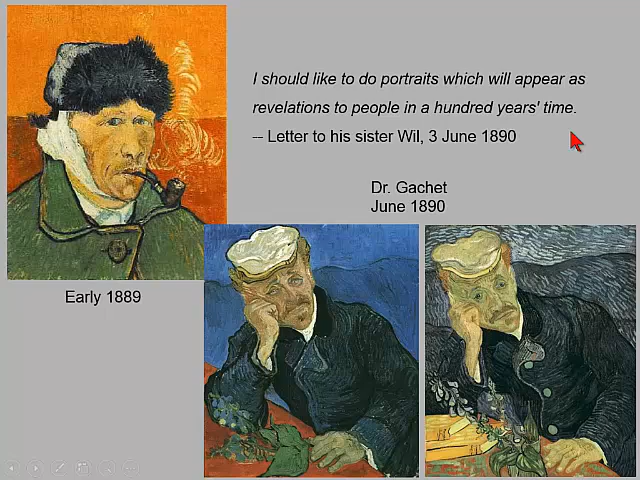 I should like to do portraits which will appear as
revelations to people in a hundred years' time.
-- Letter to his sister Wil, 3 June 1890
Dr. Gachet
June 1890
Early 1889